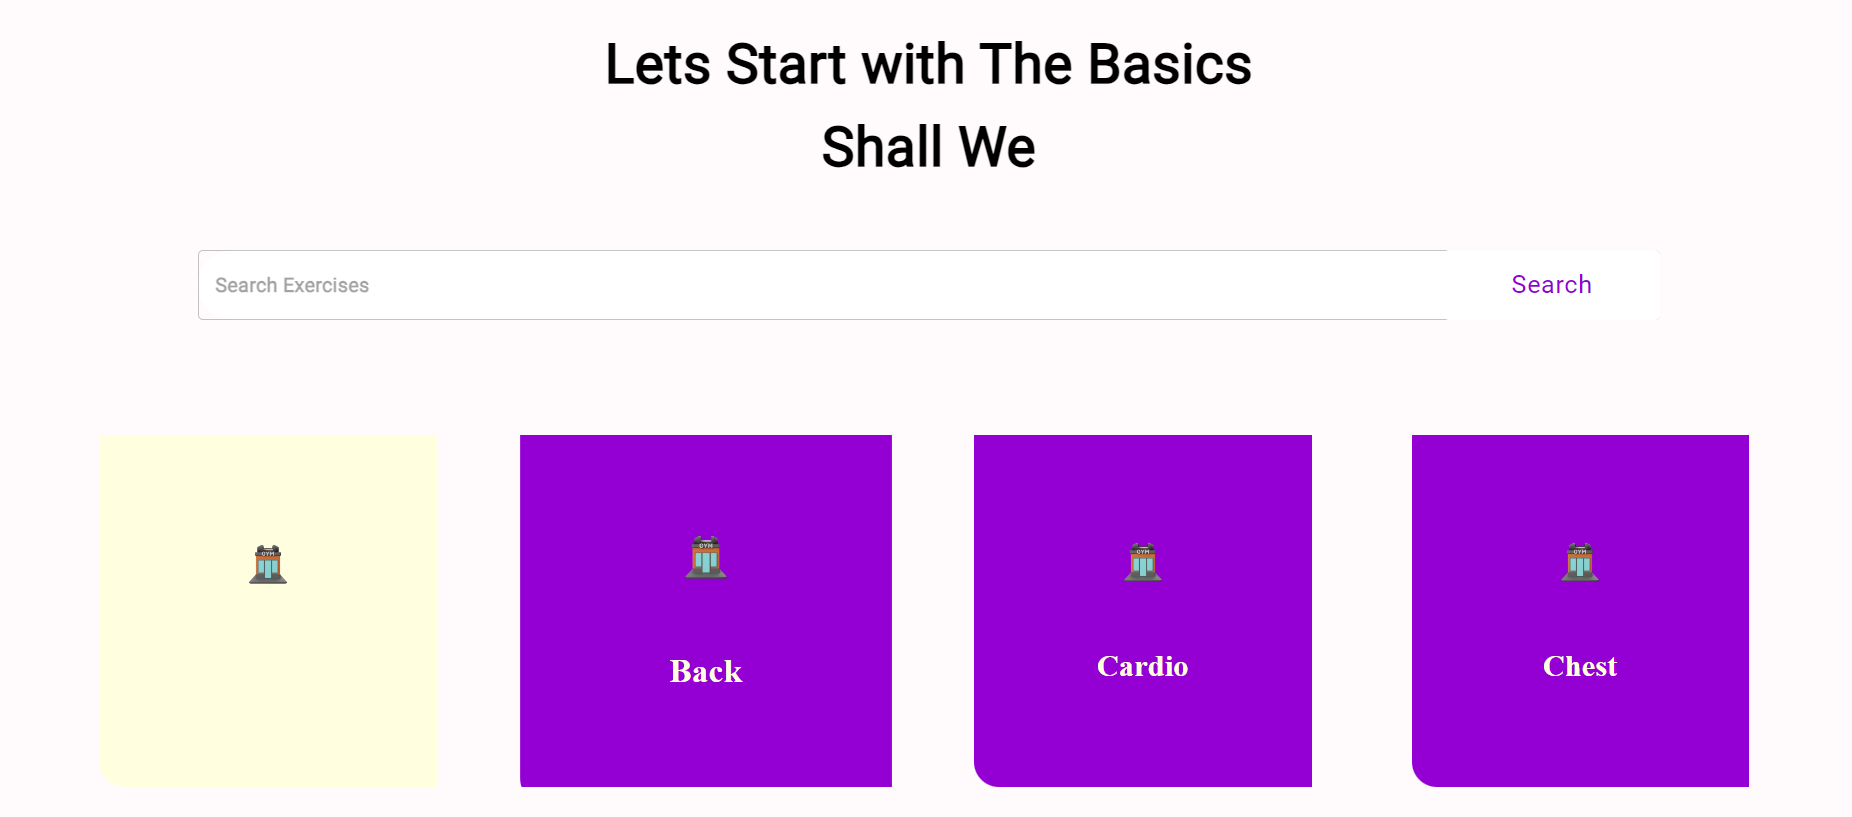 Lets Start with The Basics
Shall We
Search Exercises
Search
GYM
GYM
GYM
GYM
Back
Cardio
Chest